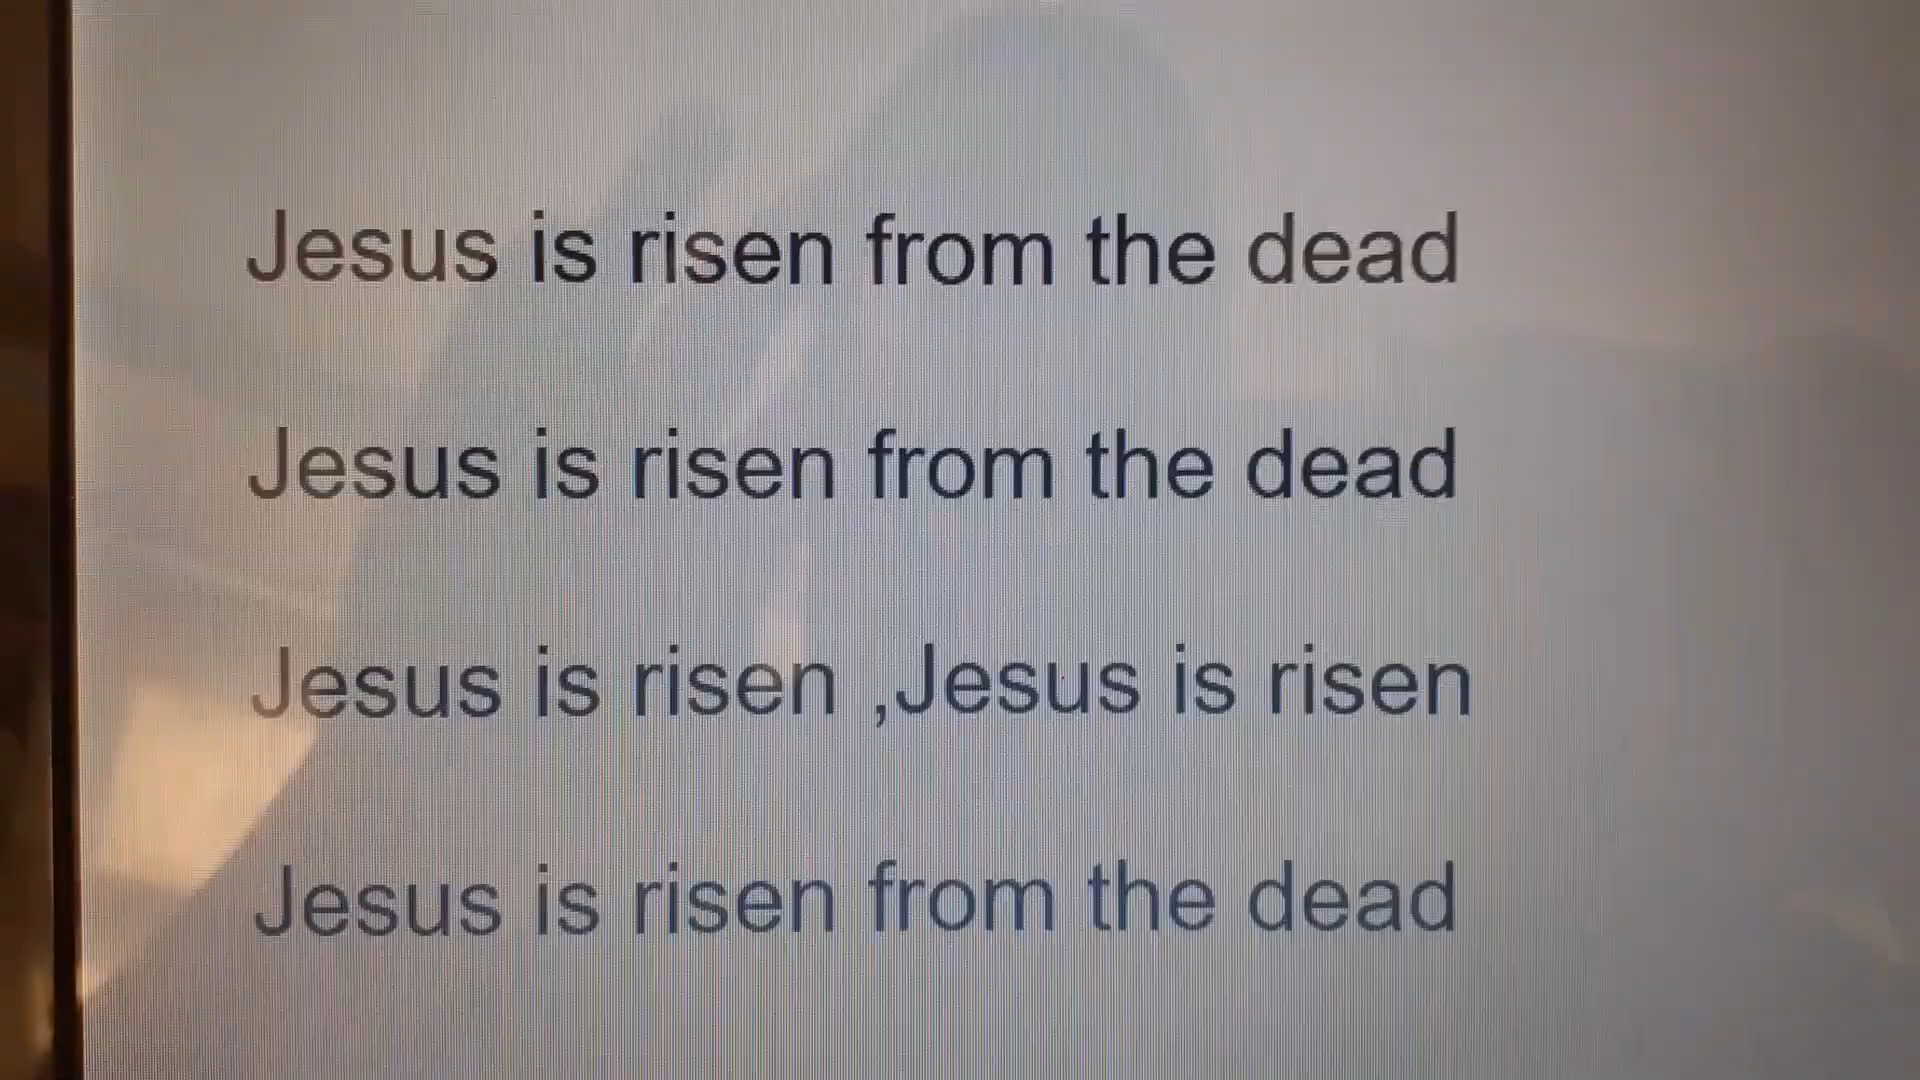 Jesus is risen from the dead
Jesus is risen from the dead
Jesus is risen ,Jesus is risen
Jesus is risen from the dead